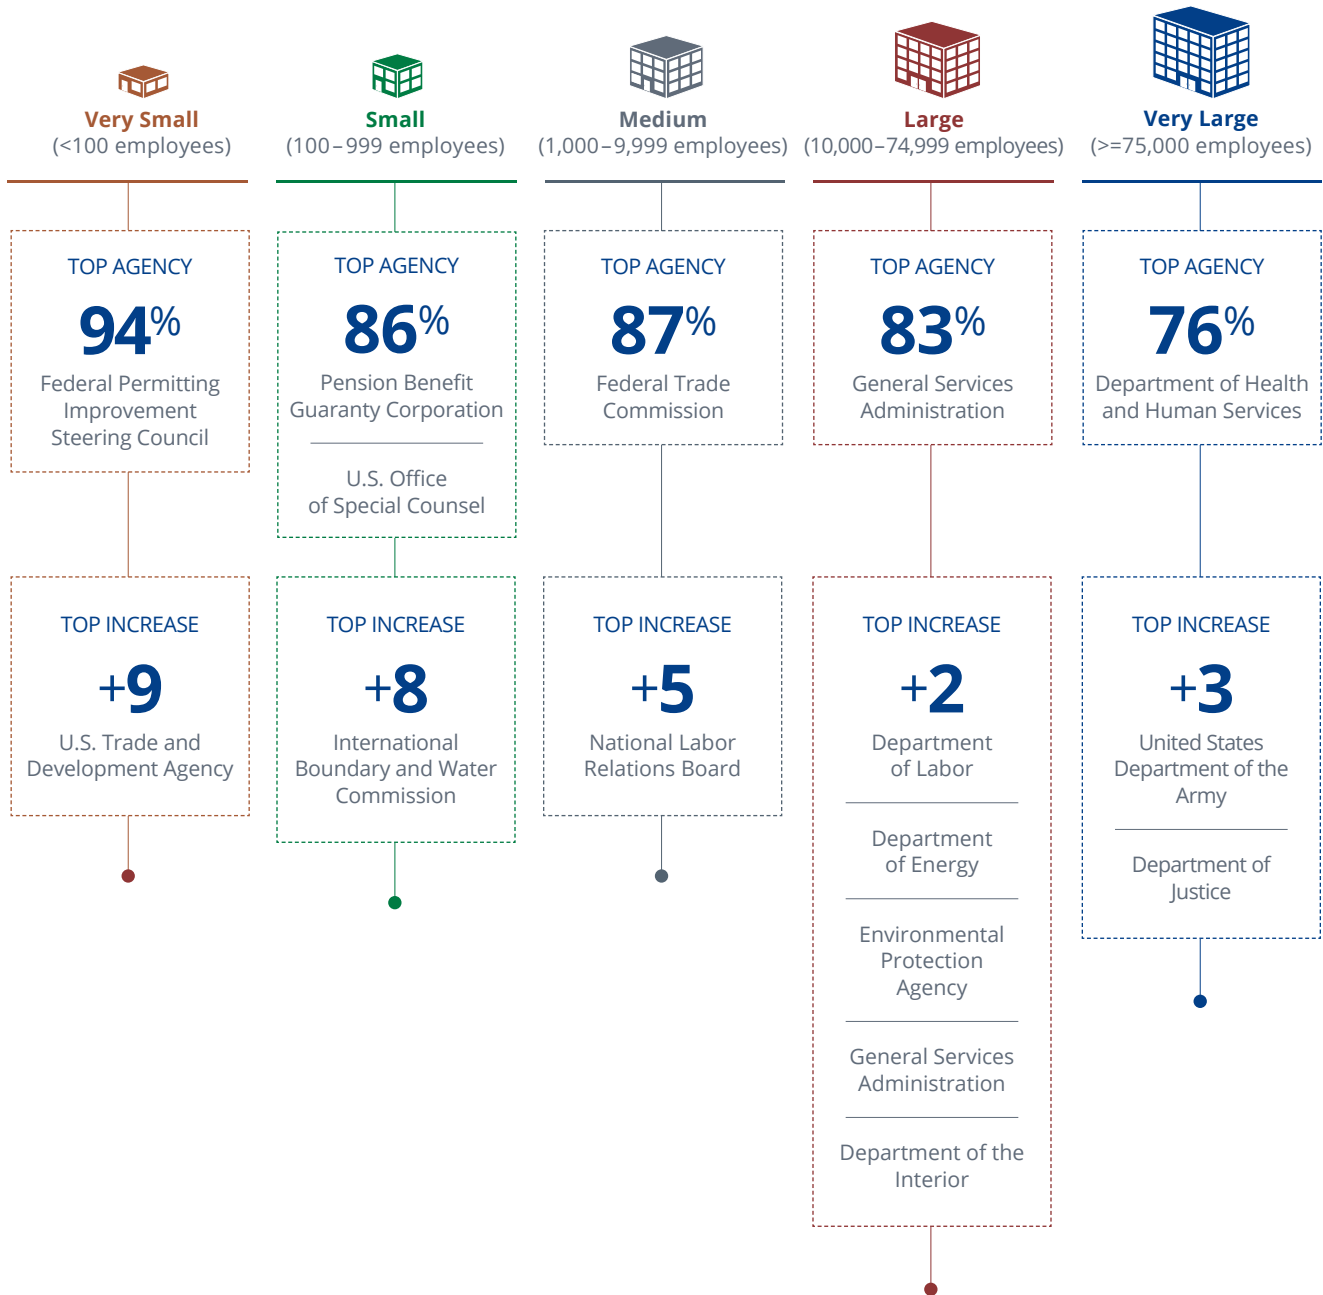 Very Small
(<100 employees)
TOP AGENCY
94%
Federal Permitting
Improvement
Steering Council
TOP INCREASE
+9
U.S. Trade and
Development Agency
Small
(100–999 employees)
TOP AGENCY
86%
Pension Benefit
Guaranty Corporation
U.S. Office
of Special Counsel
TOP INCREASE
+8
International
Boundary and Water
Commission
Medium
(1,000–9,999 employees)
TOP AGENCY
87%
Federal Trade
Commission
TOP INCREASE
+5
National Labor
Relations Board
Large
(10,000–74,999 employees)
TOP AGENCY
83%
General Services
Administration
TOP INCREASE
+2
Department
of Labor
Department
of Energy
Environmental
Protection
Agency
General Services
Administration
Department of the
Interior
Very Large
(>=75,000 employees)
TOP AGENCY
76%
Department of Health
and Human Services
TOP INCREASE
+3
United States
Department of the
Army
Department of
Justice